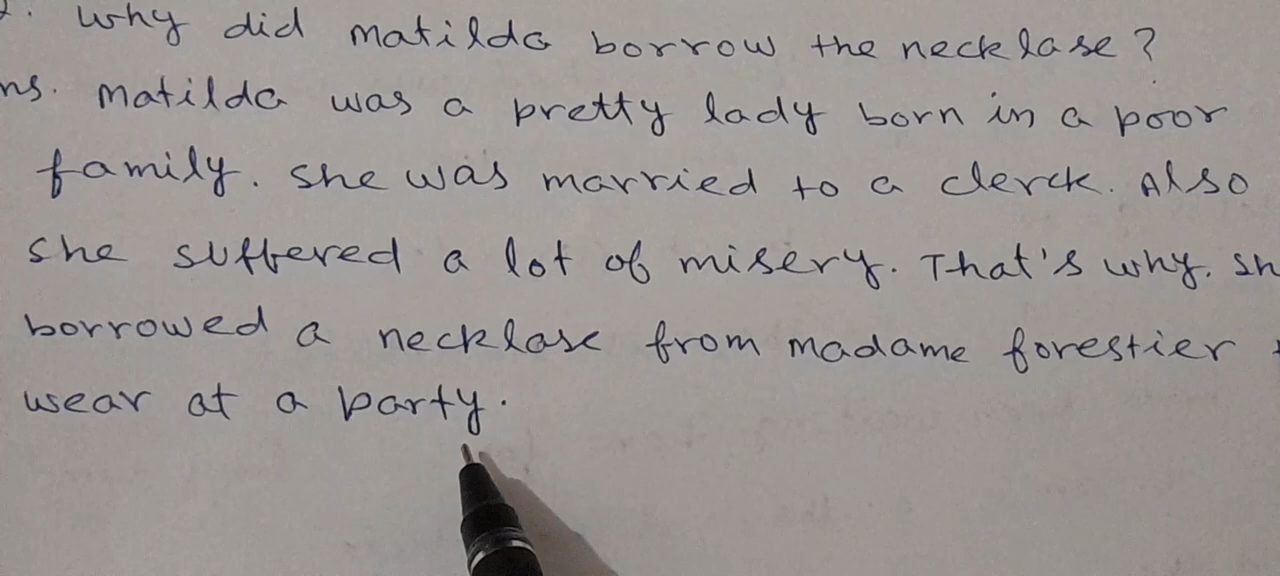 . Why did matilda borrow the necklase?
ns. Matilda was a pretty lady born in a poor
family. She was married to a clerck. Also
she suffered a lot of misery. That's why. Sh
borrowed a necklase from madame forestier
wear at a party.